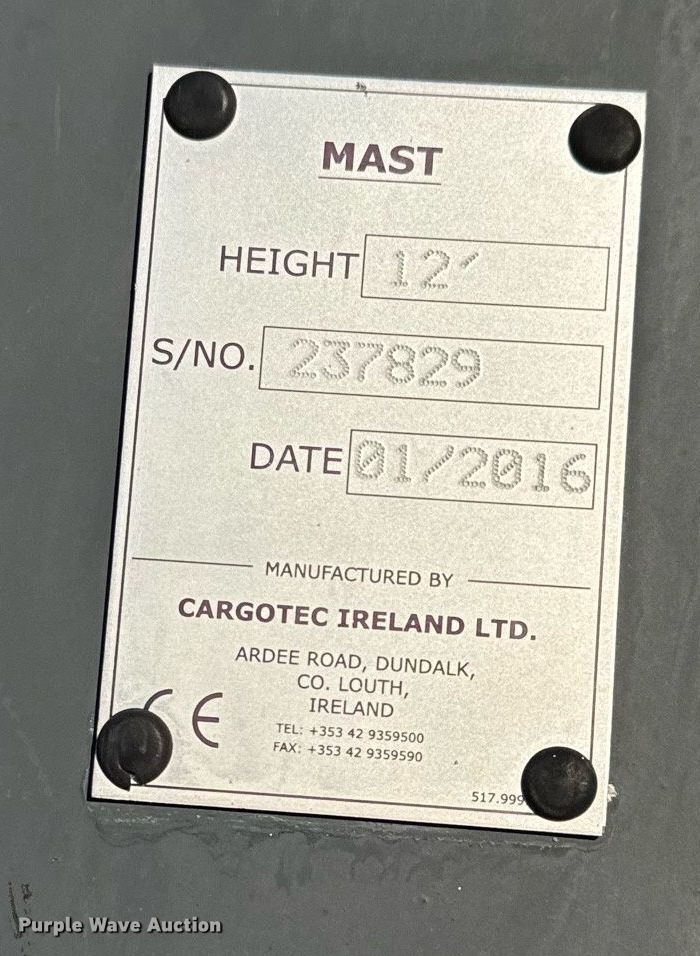 MAST
HEIGHT 12'
S/NO. 237829
DATE 01/2016
MANUFACTURED BY
CARGOTEC IRELAND LTD.
ARDEE ROAD, DUNDALK,
CO. LOUTH,
IRELAND
CE
TEL: +353 42 9359500
FAX: +353 42 9359590
517.999
Purple Wave Auction